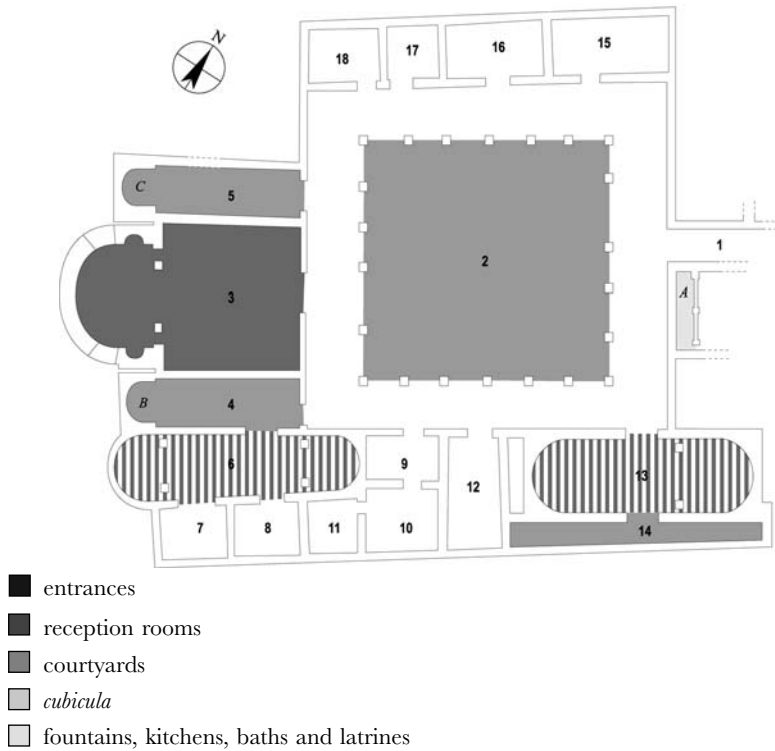 N
18 17 16 15
C
5
1
2
3
A
B
4
6 9 13
12
7 8 11 10
14
entrances
reception rooms
courtyards
cubicula
fountains, kitchens, baths and latrines